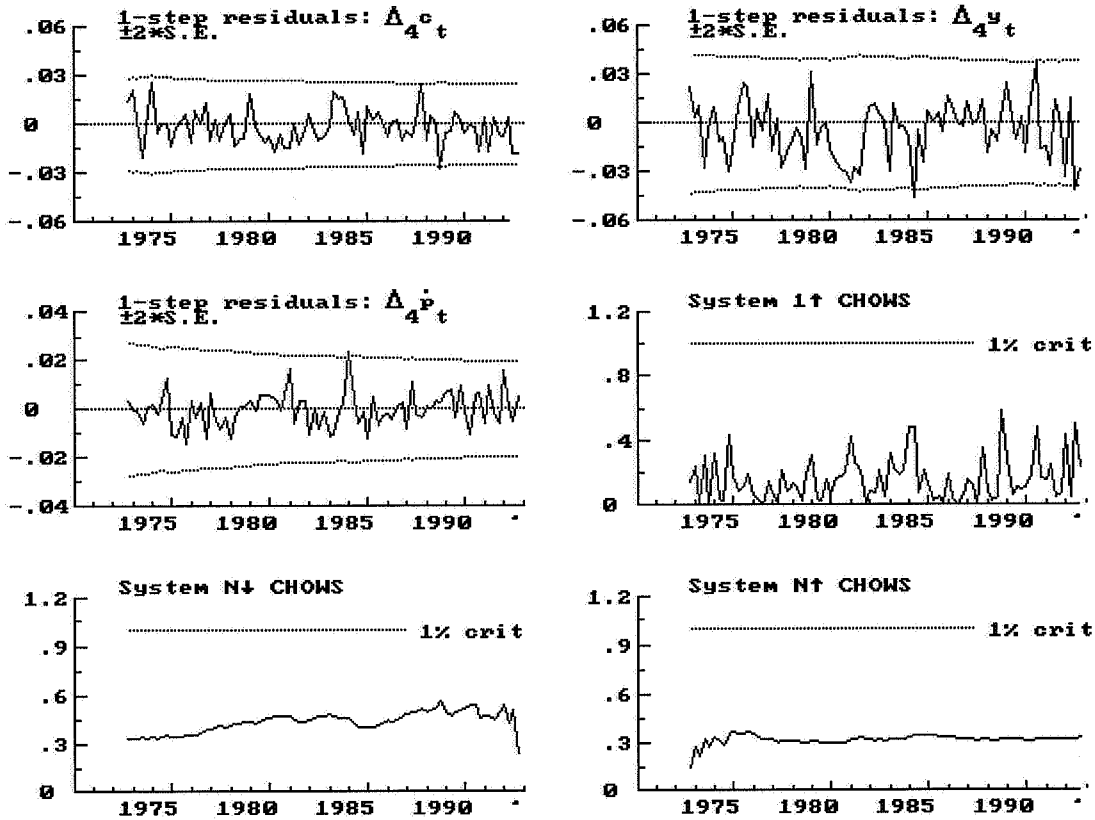 1-step residuals: Δ̂₄c_t
±2*S.E.
.06
.03
0
-.03
-.06
1975 1980 1985 1990
1-step residuals: Δ̂₄y_t
±2*S.E.
.06
.03
0
-.03
-.06
1975 1980 1985 1990
1-step residuals: Δ̂₄ṗ_t
±2*S.E.
.04
.02
0
-.02
-.04
1975 1980 1985 1990
System 1↑ CHOWS
1.2
1% crit
.8
.4
0
1975 1980 1985 1990
System N↓ CHOWS
1.2
1% crit
.9
.6
.3
0
1975 1980 1985 1990
System N↑ CHOWS
1.2
1% crit
.9
.6
.3
0
1975 1980 1985 1990